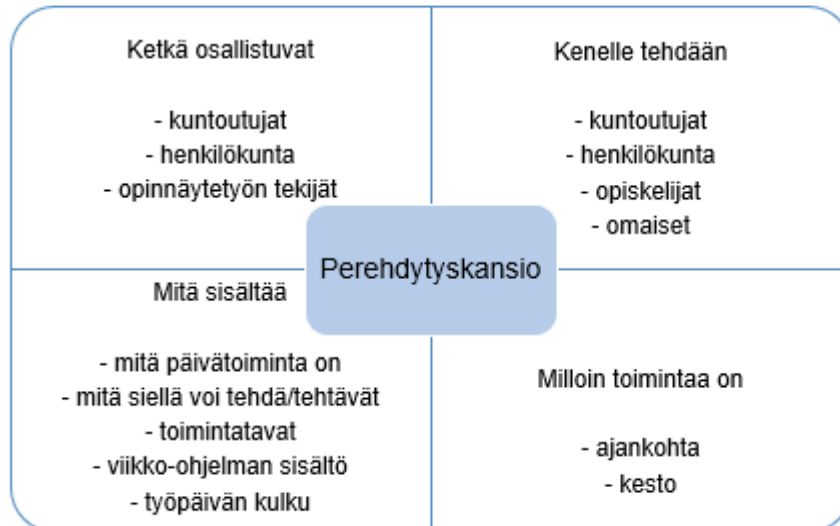 Ketkä osallistuvat
- kuntoutujat
- henkilökunta
- opinnäytetyön tekijät
Kenelle tehdään
- kuntoutujat
- henkilökunta
- opiskelijat
- omaiset
Perehdytyskansio
Mitä sisältää
- mitä päivätoiminta on
- mitä siellä voi tehdä/tehtävät
- toimintatavat
- viikko-ohjelman sisältö
- työpäivän kulku
Milloin toimintaa on
- ajankohta
- kesto